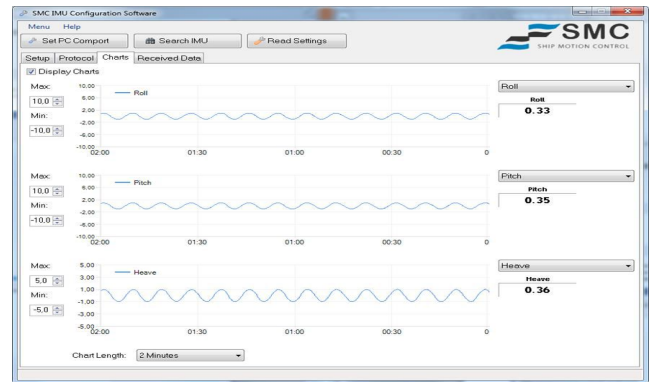 SMC IMU Configuration Software
Menu Help
Set PC Comport Search IMU Read Settings
SMC
SHIP MOTION CONTROL
Setup Protocol Charts Received Data
Display Charts
Max:
10,0
Min:
-10,0
10.00
6.00
2.00
-2.00
-6.00
-10.00
Roll
02:00 01:30 01:00 00:30 0
Roll
Roll
0.33
Max:
10,0
Min:
-10,0
10.00
6.00
2.00
-2.00
-6.00
-10.00
Pitch
02:00 01:30 01:00 00:30 0
Pitch
Pitch
0.35
Max:
5,0
Min:
-5,0
5,00
3,00
1,00
-1,00
-3.00
-5.00
Heave
02:00 01:30 01:00 00:30 0
Heave
Heave
0.36
Chart Length: 2 Minutes